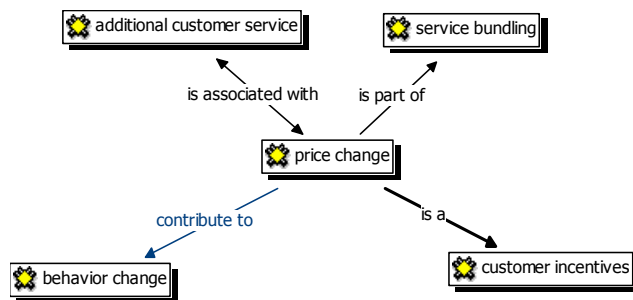 additional customer service
service bundling
is associated with
is part of
price change
contribute to
is a
behavior change
customer incentives